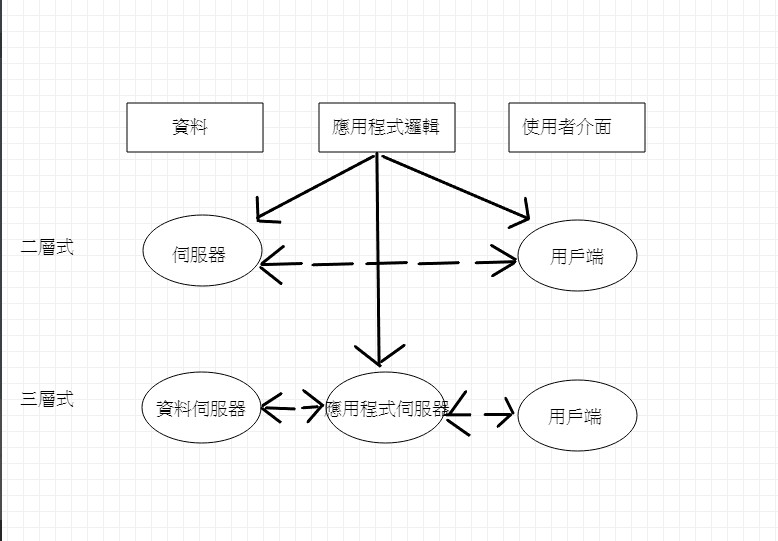 資料
應用程式邏輯
使用者介面
二層式
伺服器
用戶端
三層式
資料伺服器
應用程式伺服器
用戶端